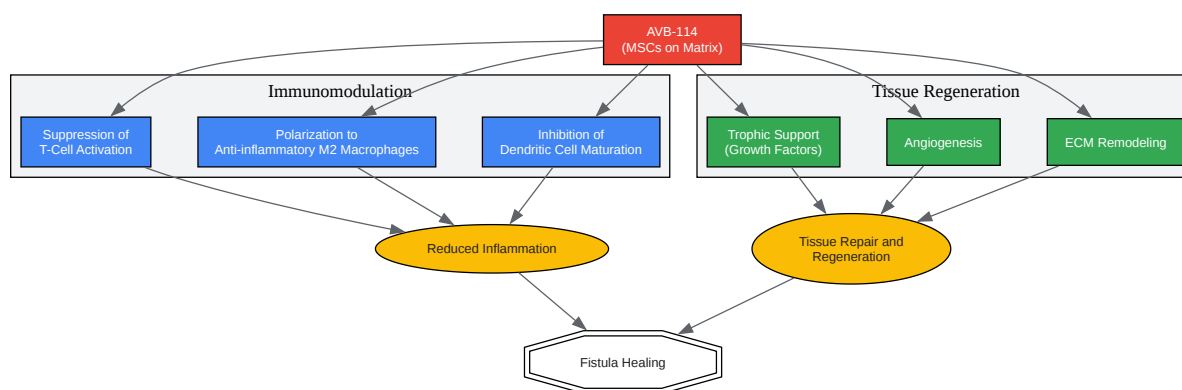 AVB-114
(MSCs on Matrix)
Immunomodulation
Tissue Regeneration
Suppression of
T-Cell Activation
Polarization to
Anti-inflammatory M2 Macrophages
Inhibition of
Dendritic Cell Maturation
Trophic Support
(Growth Factors)
Angiogenesis
ECM Remodeling
Reduced Inflammation
Tissue Repair and
Regeneration
Fistula Healing